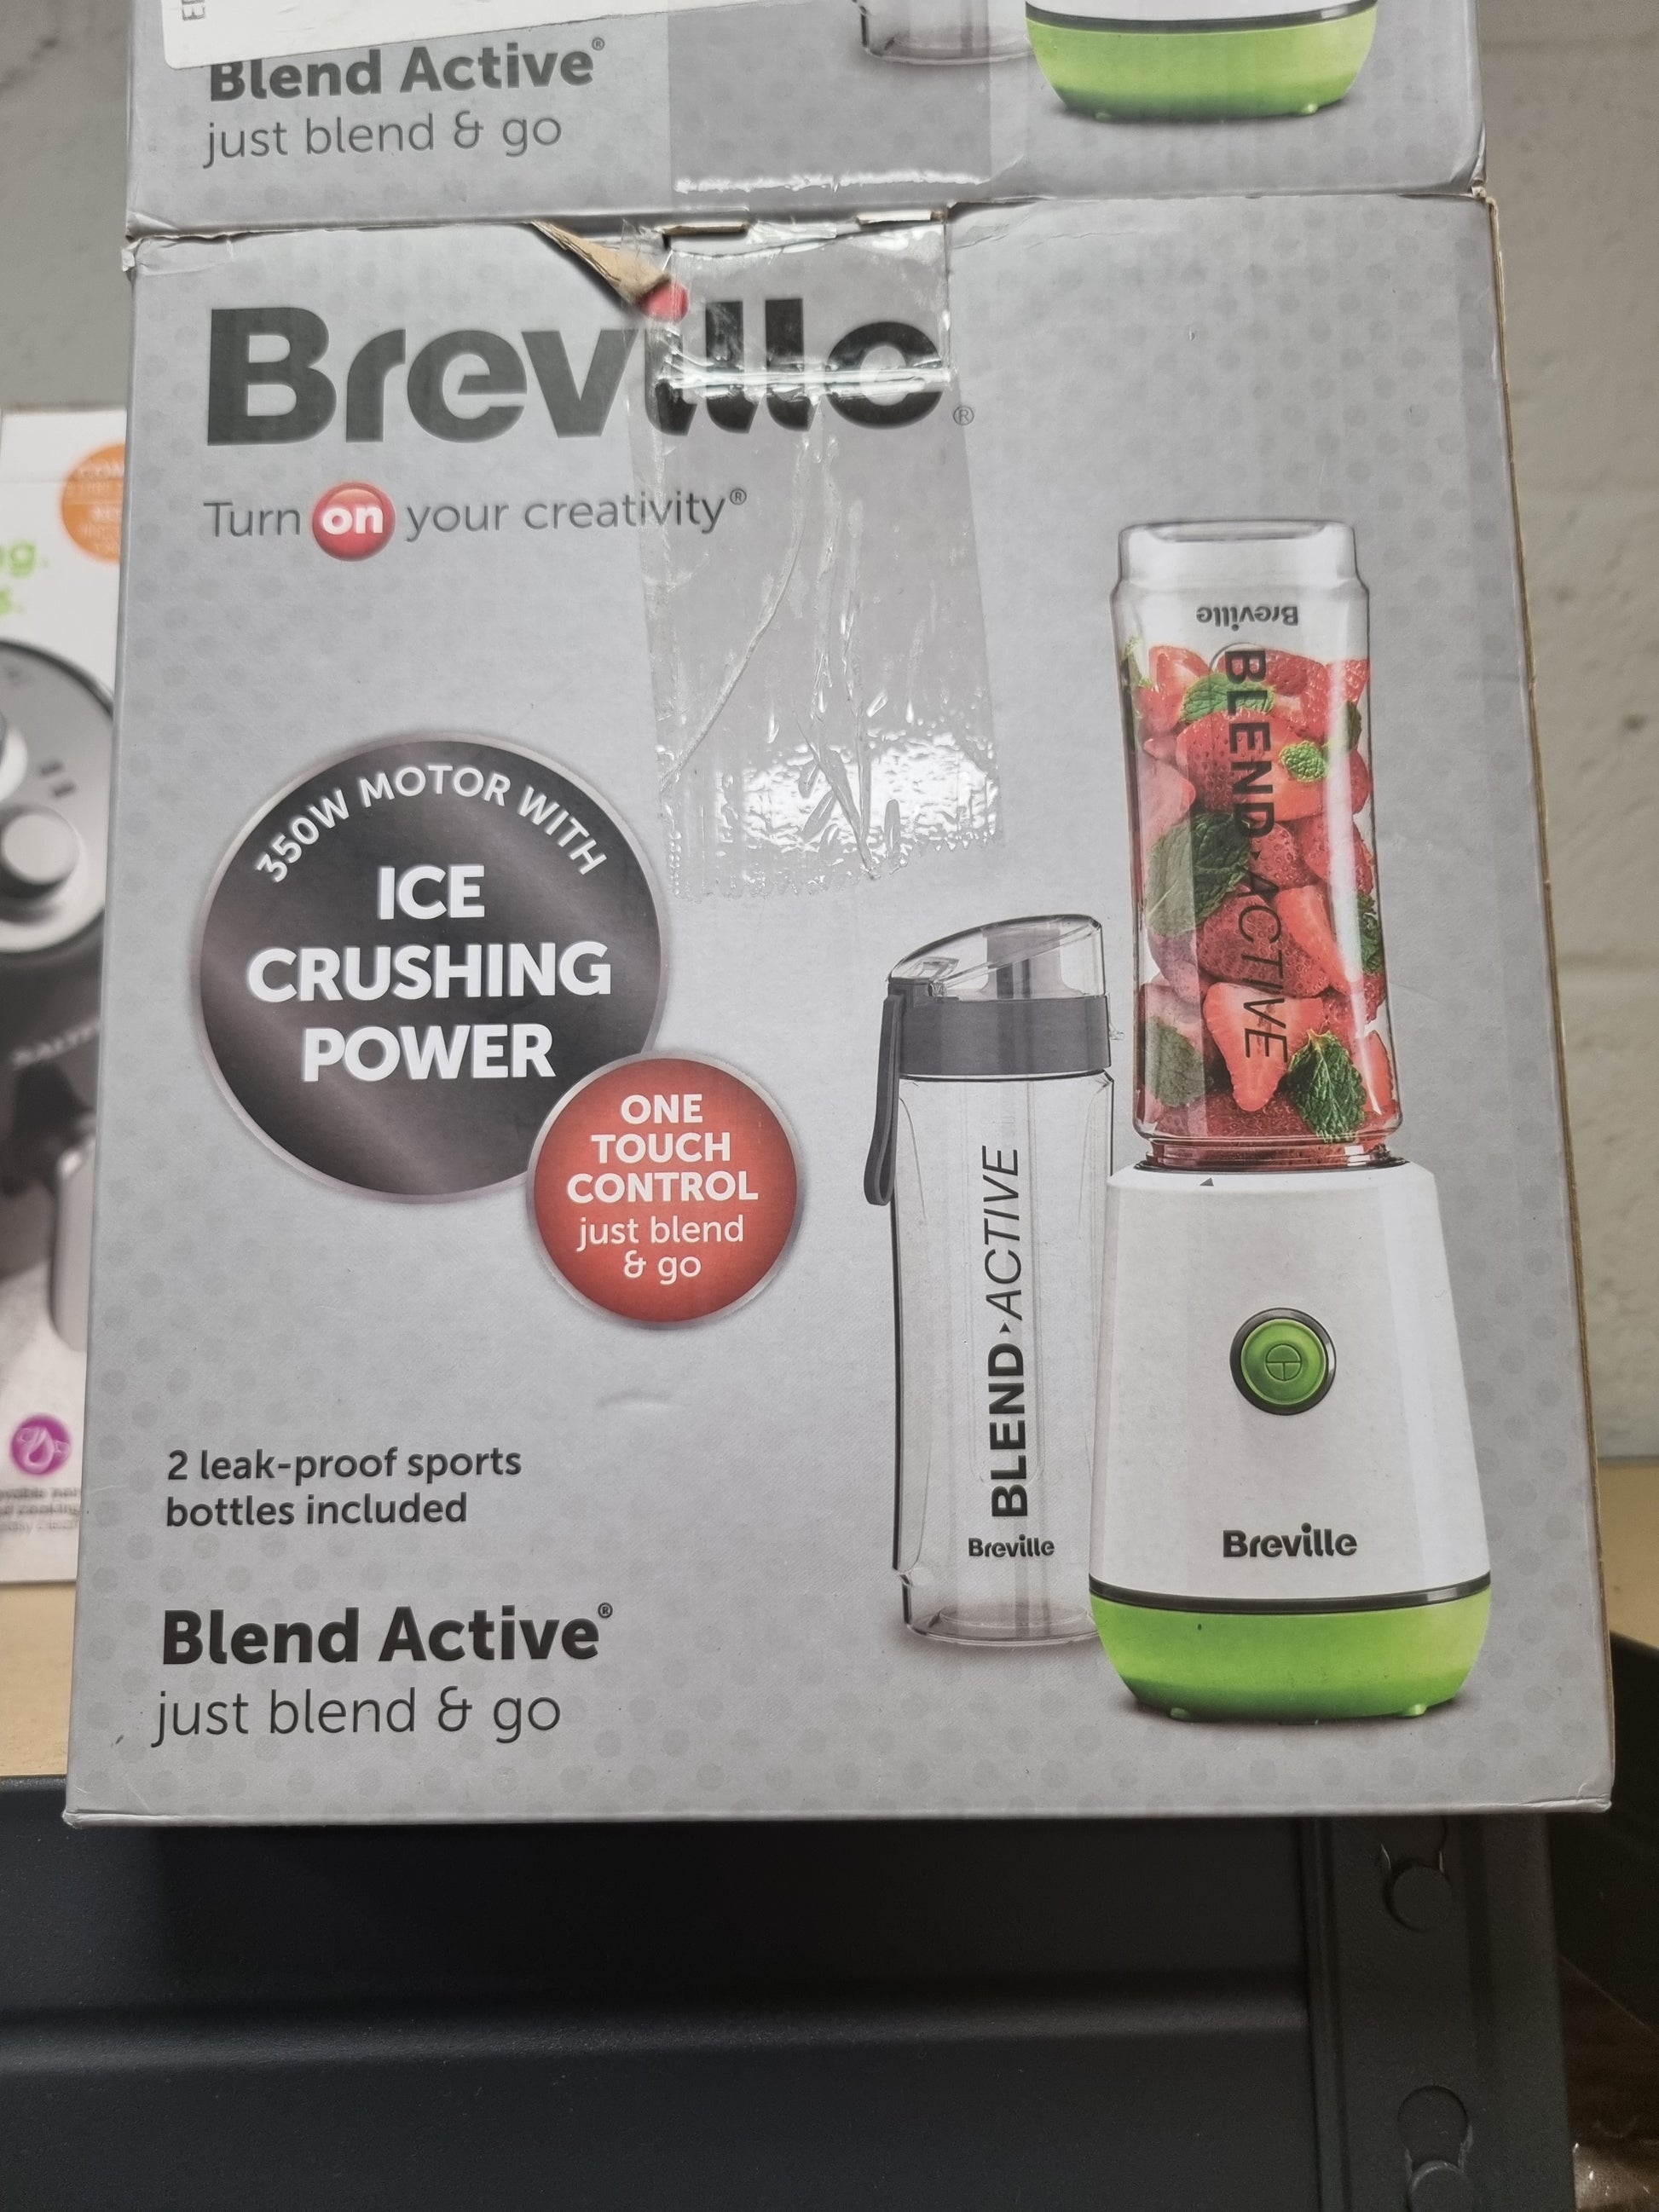 Blend Active®
just blend & go
Breville®
Turn on your creativity®
350W MOTOR WITH
ICE
CRUSHING
POWER
ONE
TOUCH
CONTROL
just blend
& go
2 leak-proof sports
bottles included
Blend Active®
just blend & go
Breville
BLEND ACTIVE
BLEND ACTIVE
Breville
Breville